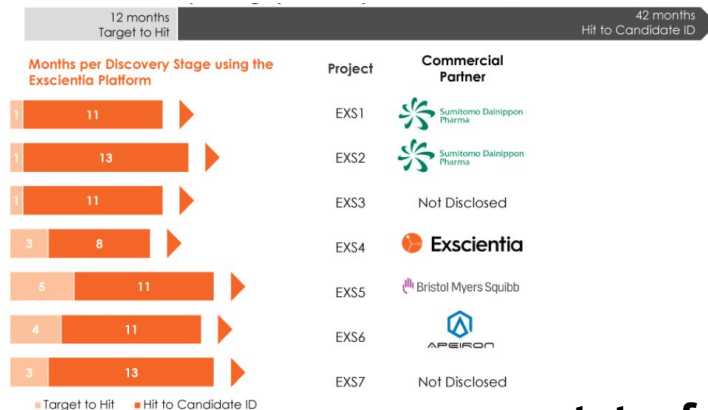 12 months
Target to Hit
42 months
Hit to Candidate ID
Months per Discovery Stage using the
Exscientia Platform
Project
Commercial
Partner
1 11
EXS1
Sumitomo Dainippon
Pharma
1 13
EXS2
Sumitomo Dainippon
Pharma
1 11
EXS3
Not Disclosed
3 8
EXS4
Exscientia
5 11
EXS5
Bristol Myers Squibb
4 11
EXS6
APEIRON
3 13
EXS7
Not Disclosed
Target to Hit Hit to Candidate ID